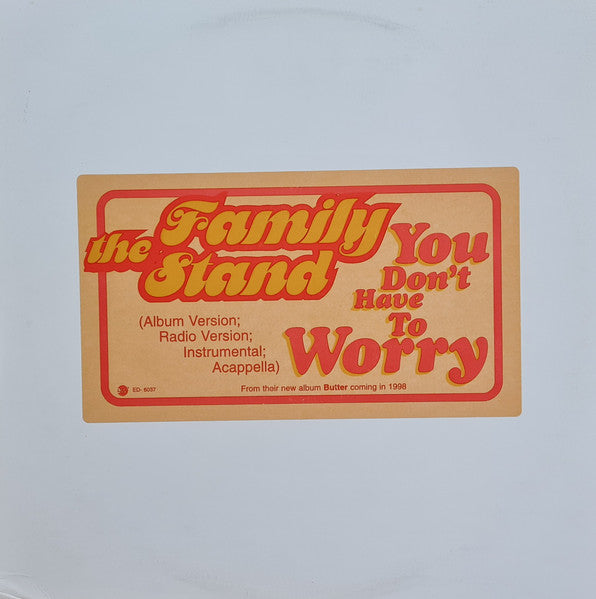 the Family
Stand
You
Don't
Have
To
Worry
(Album Version;
Radio Version;
Instrumental;
Acappella)
ED- 6037
From their new album Butter coming in 1998